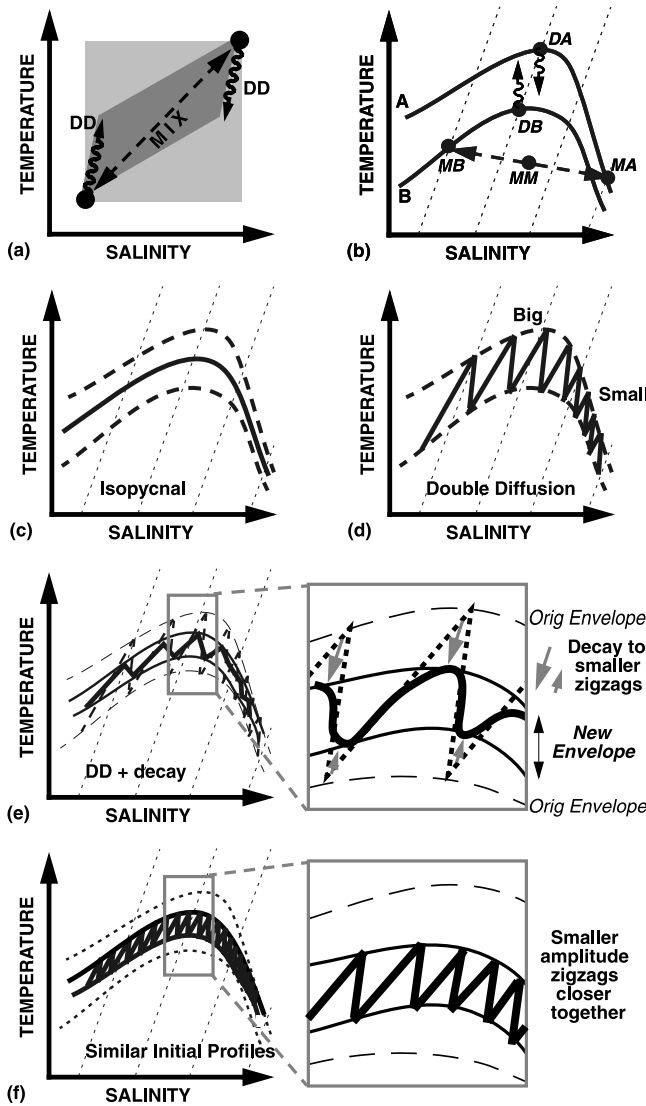 TEMPERATURE
DD
DD
MIX
(a)
SALINITY
TEMPERATURE
DA
A
DB
MB
MM
MA
B
(b)
SALINITY
TEMPERATURE
Isopycnal
(c)
SALINITY
TEMPERATURE
Big
Small
Double Diffusion
(d)
SALINITY
TEMPERATURE
DD + decay
(e)
SALINITY
Orig Envelope
Decay to
smaller
zigzags
New
Envelope
Orig Envelope
TEMPERATURE
Similar Initial Profiles
(f)
SALINITY
Smaller
amplitude
zigzags
closer
together